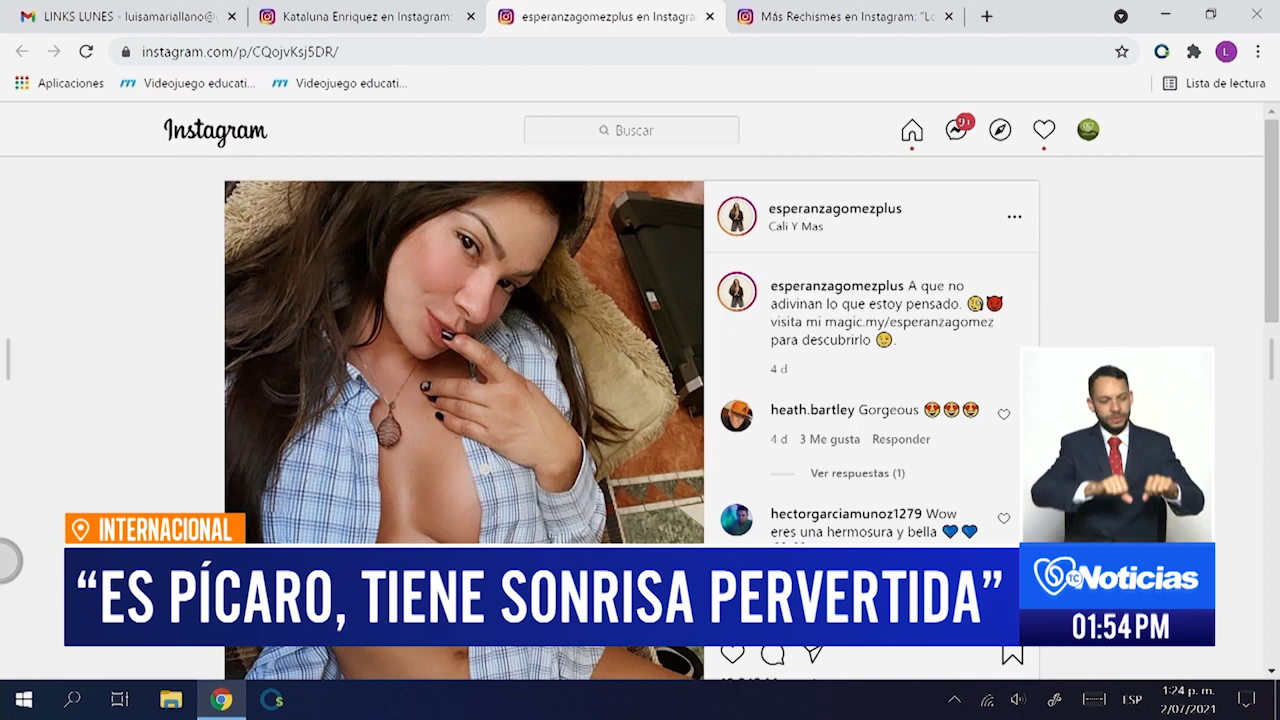 LINKS LUNES - luisamariallano@
Kataluna Enriquez en Instagram:
esperanzagomezplus en Instagra
Más Rechismes en Instagram: "Lo
instagram.com/p/CQojvKsj5DR/
L
Aplicaciones
Videojuego educati...
Videojuego educati...
Lista de lectura
Instagram
Buscar
9+
esperanzagomezplus
Cali Y Mas
esperanzagomezplus A que no
adivinan lo que estoy pensado. 🧐😈
visita mi magic.my/esperanzagomez
para descubrirlo 😉.
4 d
heath.bartley Gorgeous 😍😍😍
4 d 3 Me gusta Responder
Ver respuestas (1)
hectorgarciamunoz1279 Wow
eres una hermosura y bella 💙💙
INTERNACIONAL
“ES PÍCARO, TIENE SONRISA PERVERTIDA”
TC Noticias
01:54 PM
ESP
1:24 p. m.
2/07/2021